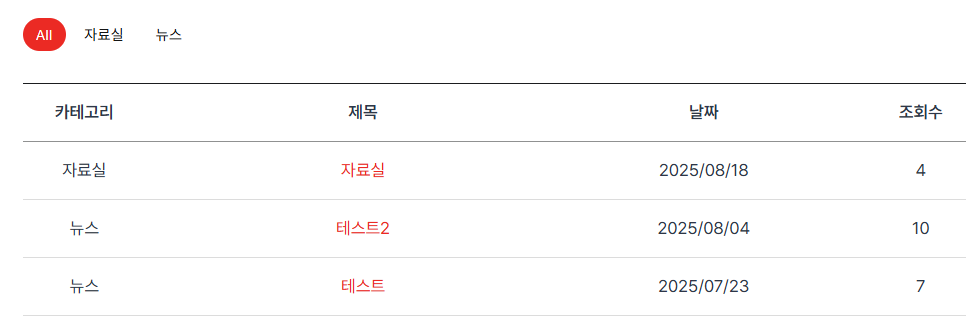 All 자료실 뉴스
카테고리 제목 날짜 조회수
자료실 자료실 2025/08/18 4
뉴스 테스트2 2025/08/04 10
뉴스 테스트 2025/07/23 7